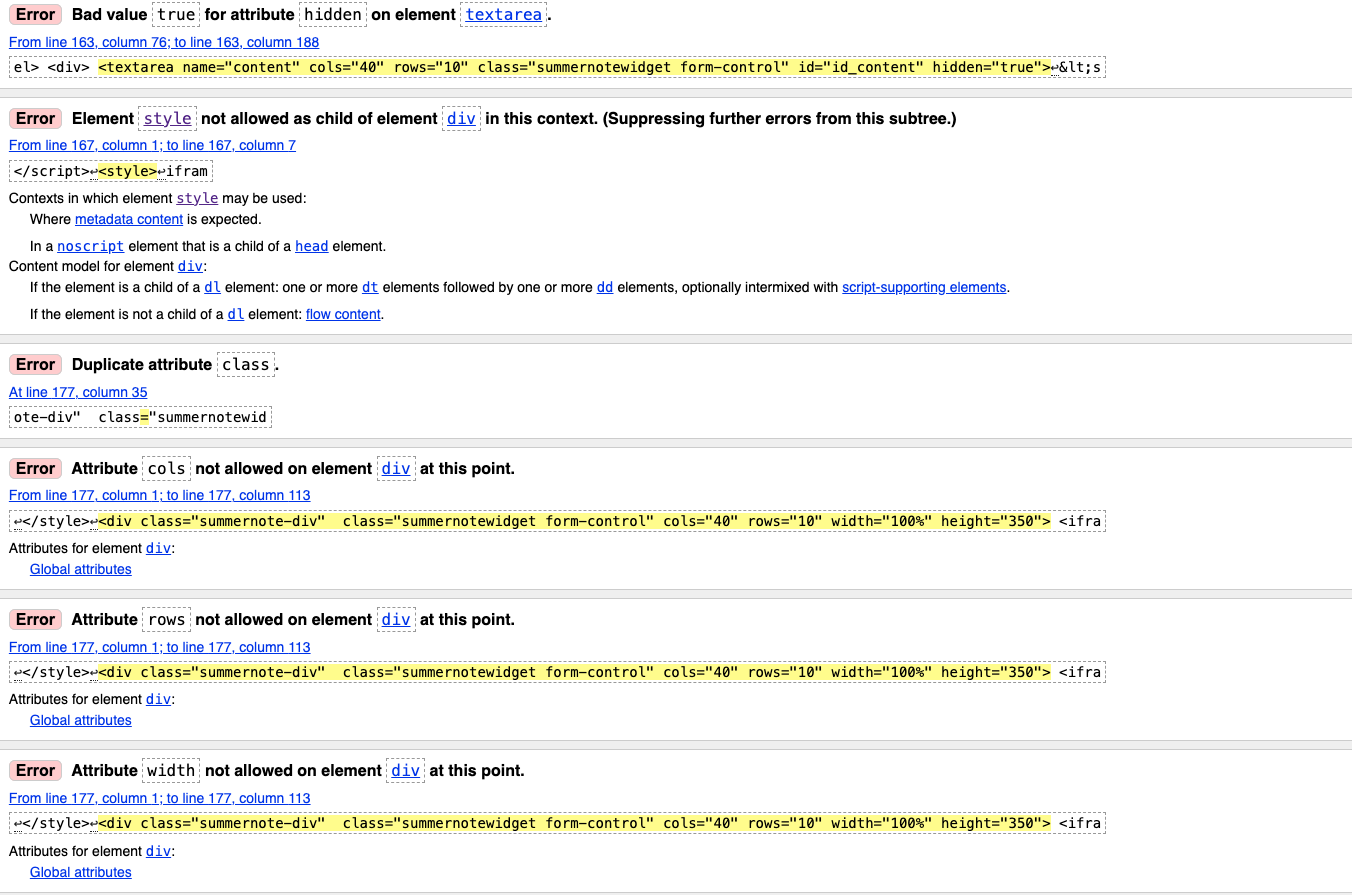 Error Bad value true for attribute hidden on element textarea.
From line 163, column 76; to line 163, column 188
el> <div> <textarea name="content" cols="40" rows="10" class="summernotewidget form-control" id="id_content" hidden="true">↩&lt;s
Error Element style not allowed as child of element div in this context. (Suppressing further errors from this subtree.)
From line 167, column 1; to line 167, column 7
</script>↩<style>↩ifram
Contexts in which element style may be used:
Where metadata content is expected.
In a noscript element that is a child of a head element.
Content model for element div:
If the element is a child of a dl element: one or more dt elements followed by one or more dd elements, optionally intermixed with script-supporting elements.
If the element is not a child of a dl element: flow content.
Error Duplicate attribute class.
At line 177, column 35
ote-div"  class="summernotewid
Error Attribute cols not allowed on element div at this point.
From line 177, column 1; to line 177, column 113
↩</style>↩<div class="summernote-div"  class="summernotewidget form-control" cols="40" rows="10" width="100%" height="350"> <ifra
Attributes for element div:
Global attributes
Error Attribute rows not allowed on element div at this point.
From line 177, column 1; to line 177, column 113
↩</style>↩<div class="summernote-div"  class="summernotewidget form-control" cols="40" rows="10" width="100%" height="350"> <ifra
Attributes for element div:
Global attributes
Error Attribute width not allowed on element div at this point.
From line 177, column 1; to line 177, column 113
↩</style>↩<div class="summernote-div"  class="summernotewidget form-control" cols="40" rows="10" width="100%" height="350"> <ifra
Attributes for element div:
Global attributes